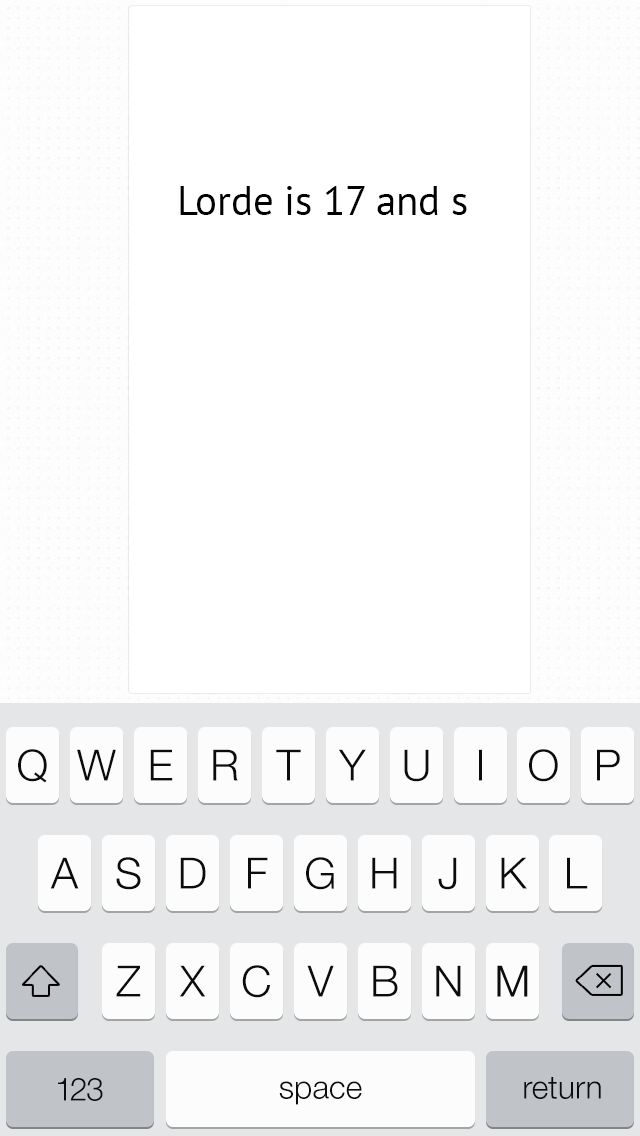 Lorde is 17 and s
Q W E R T Y U I O P
A S D F G H J K L
Z X C V B N M
123 space return